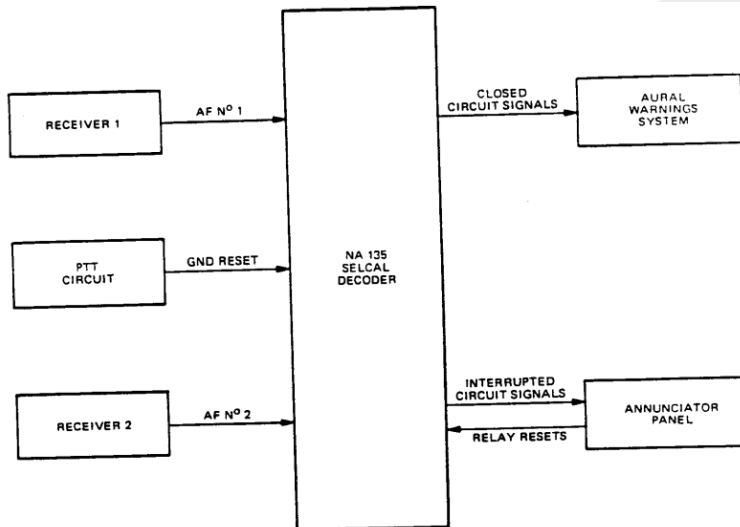 RECEIVER 1
AF Nº 1
CLOSED
CIRCUIT SIGNALS
AURAL
WARNINGS
SYSTEM
PTT
CIRCUIT
GND RESET
NA 135
SELCAL
DECODER
RECEIVER 2
AF Nº 2
INTERRUPTED
CIRCUIT SIGNALS
RELAY RESETS
ANNUNCIATOR
PANEL